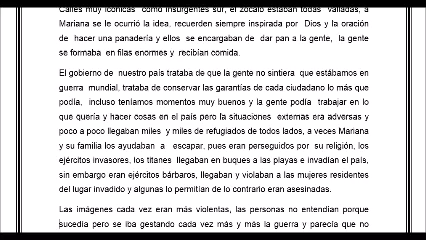 Calles muy icónicas como Insurgentes sur, el zócalo estaban todas valladas, a
Mariana se le ocurrió la idea, recuerden siempre inspirada por Dios y la oración
de hacer una panadería y ellos se encargaban de dar pan a la gente, la gente
se formaba en filas enormes y recibían comida.
El gobierno de nuestro país trataba de que la gente no sintiera que estábamos en
guerra mundial, trataba de conservar las garantías de cada ciudadano lo más que
podía, incluso teníamos momentos muy buenos y la gente podía trabajar en lo
que quería y hacer cosas en el país pero la situaciones externas era adversas y
poco a poco llegaban miles y miles de refugiados de todos lados, a veces Mariana
y su familia los ayudaban a escapar, pues eran perseguidos por su religión, los
ejércitos invasores, los titanes llegaban en buques a las playas e invadían el país,
sin embargo eran ejércitos bárbaros, llegaban y violaban a las mujeres residentes
del lugar invadido y algunas lo permitían de lo contrario eran asesinadas.
Las imágenes cada vez eran más violentas, las personas no entendían porque
sucedía pero se iba gestando cada vez más y más la guerra y parecía que no